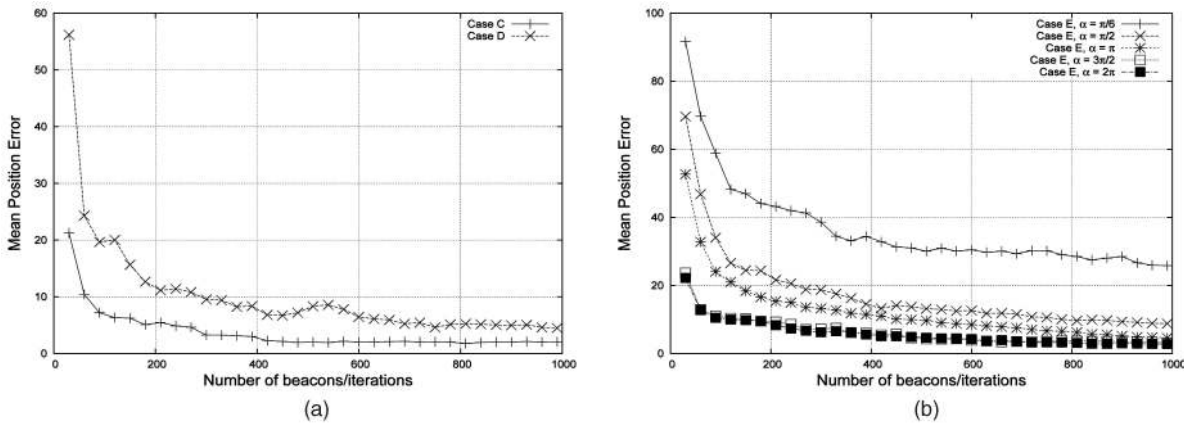 60
50
40
30
20
10
0
0 200 400 600 800 1000
Mean Position Error
Number of beacons/iterations
Case C
Case D
(a)
100
80
60
40
20
0
0 200 400 600 800 1000
Mean Position Error
Number of beacons/iterations
Case E, α = π/6
Case E, α = π/2
Case E, α = π
Case E, α = 3π/2
Case E, α = 2π
(b)